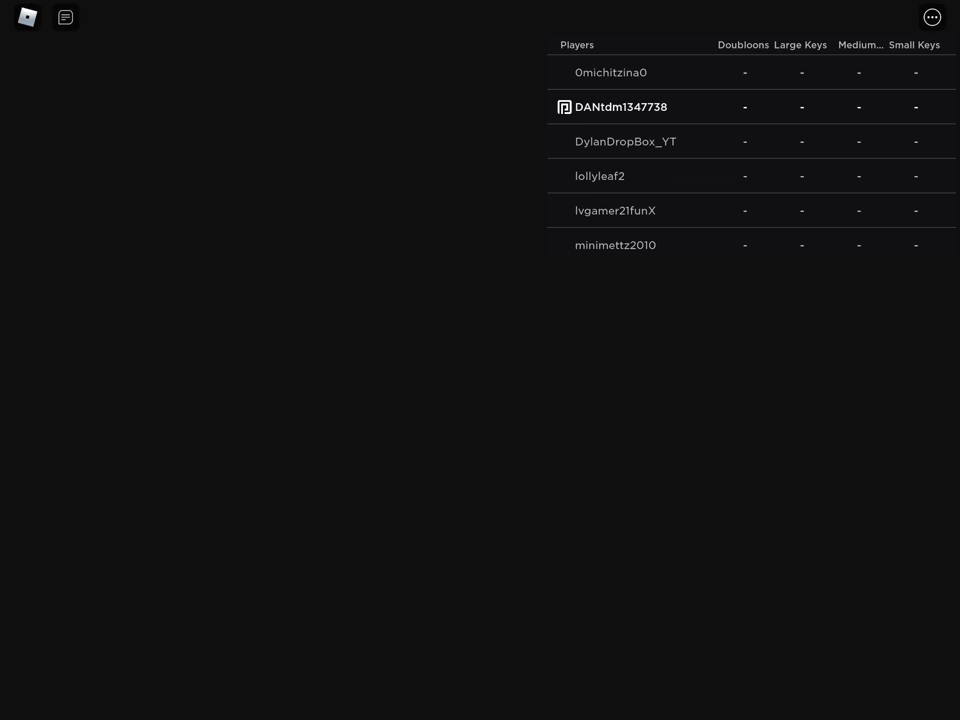 Players Doubloons Large Keys Medium... Small Keys
0michitzina0 - - - -
DANtdm1347738 - - - -
DylanDropBox_YT - - - -
lollyleaf2 - - - -
lvgamer21funX - - - -
minimettz2010 - - - -